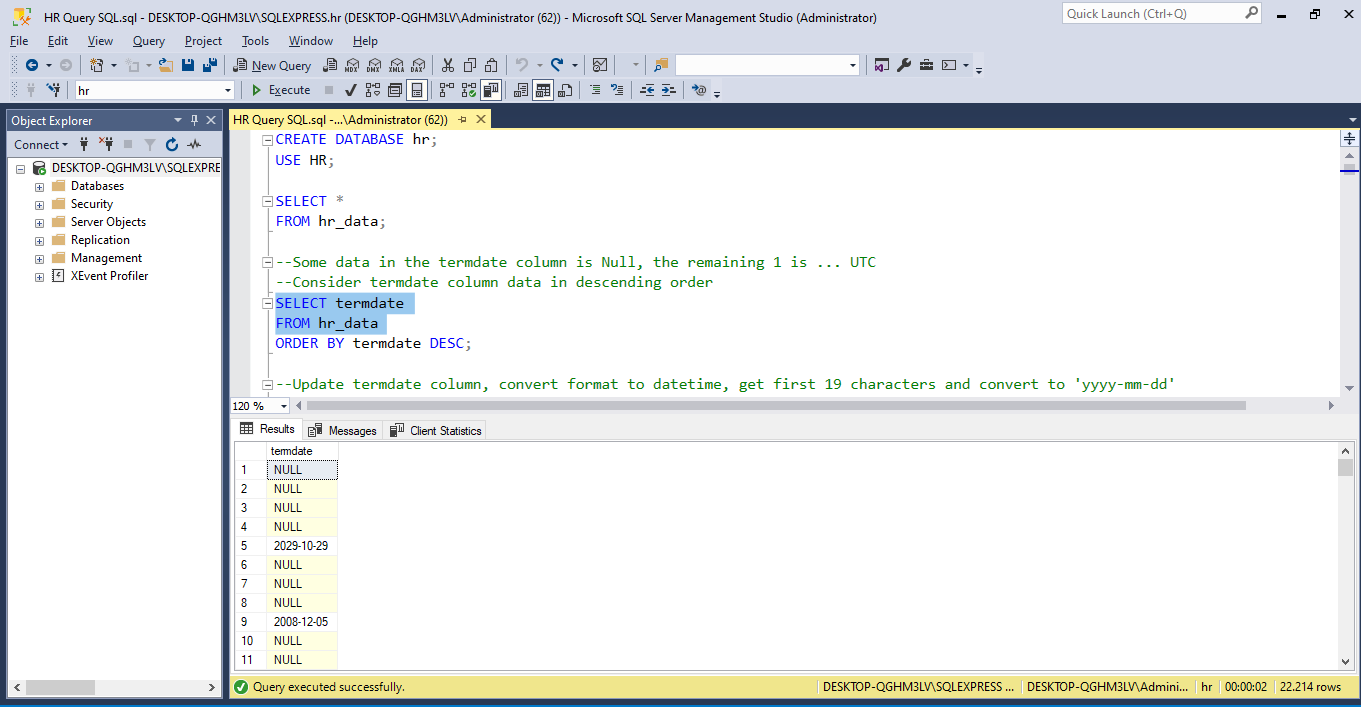 HR Query SQL.sql - DESKTOP-QGHM3LV\SQLEXPRESS.hr (DESKTOP-QGHM3LV\Administrator (62)) - Microsoft SQL Server Management Studio (Administrator)
Quick Launch (Ctrl+Q)
File Edit View Query Project Tools Window Help
New Query MDX DMX XMLA DAX
hr Execute
Object Explorer
HR Query SQL.sql -...\Administrator (62))
Connect
DESKTOP-QGHM3LV\SQLEXPRE
Databases
Security
Server Objects
Replication
Management
XEvent Profiler
CREATE DATABASE hr;
USE HR;
SELECT *
FROM hr_data;
--Some data in the termdate column is Null, the remaining 1 is ... UTC
--Consider termdate column data in descending order
SELECT termdate
FROM hr_data
ORDER BY termdate DESC;
--Update termdate column, convert format to datetime, get first 19 characters and convert to 'yyyy-mm-dd'
120 %
Results Messages Client Statistics
termdate
1 NULL
2 NULL
3 NULL
4 NULL
5 2029-10-29
6 NULL
7 NULL
8 NULL
9 2008-12-05
10 NULL
11 NULL
Query executed successfully.
DESKTOP-QGHM3LV\SQLEXPRESS ... DESKTOP-QGHM3LV\Admini... hr 00:00:02 22.214 rows